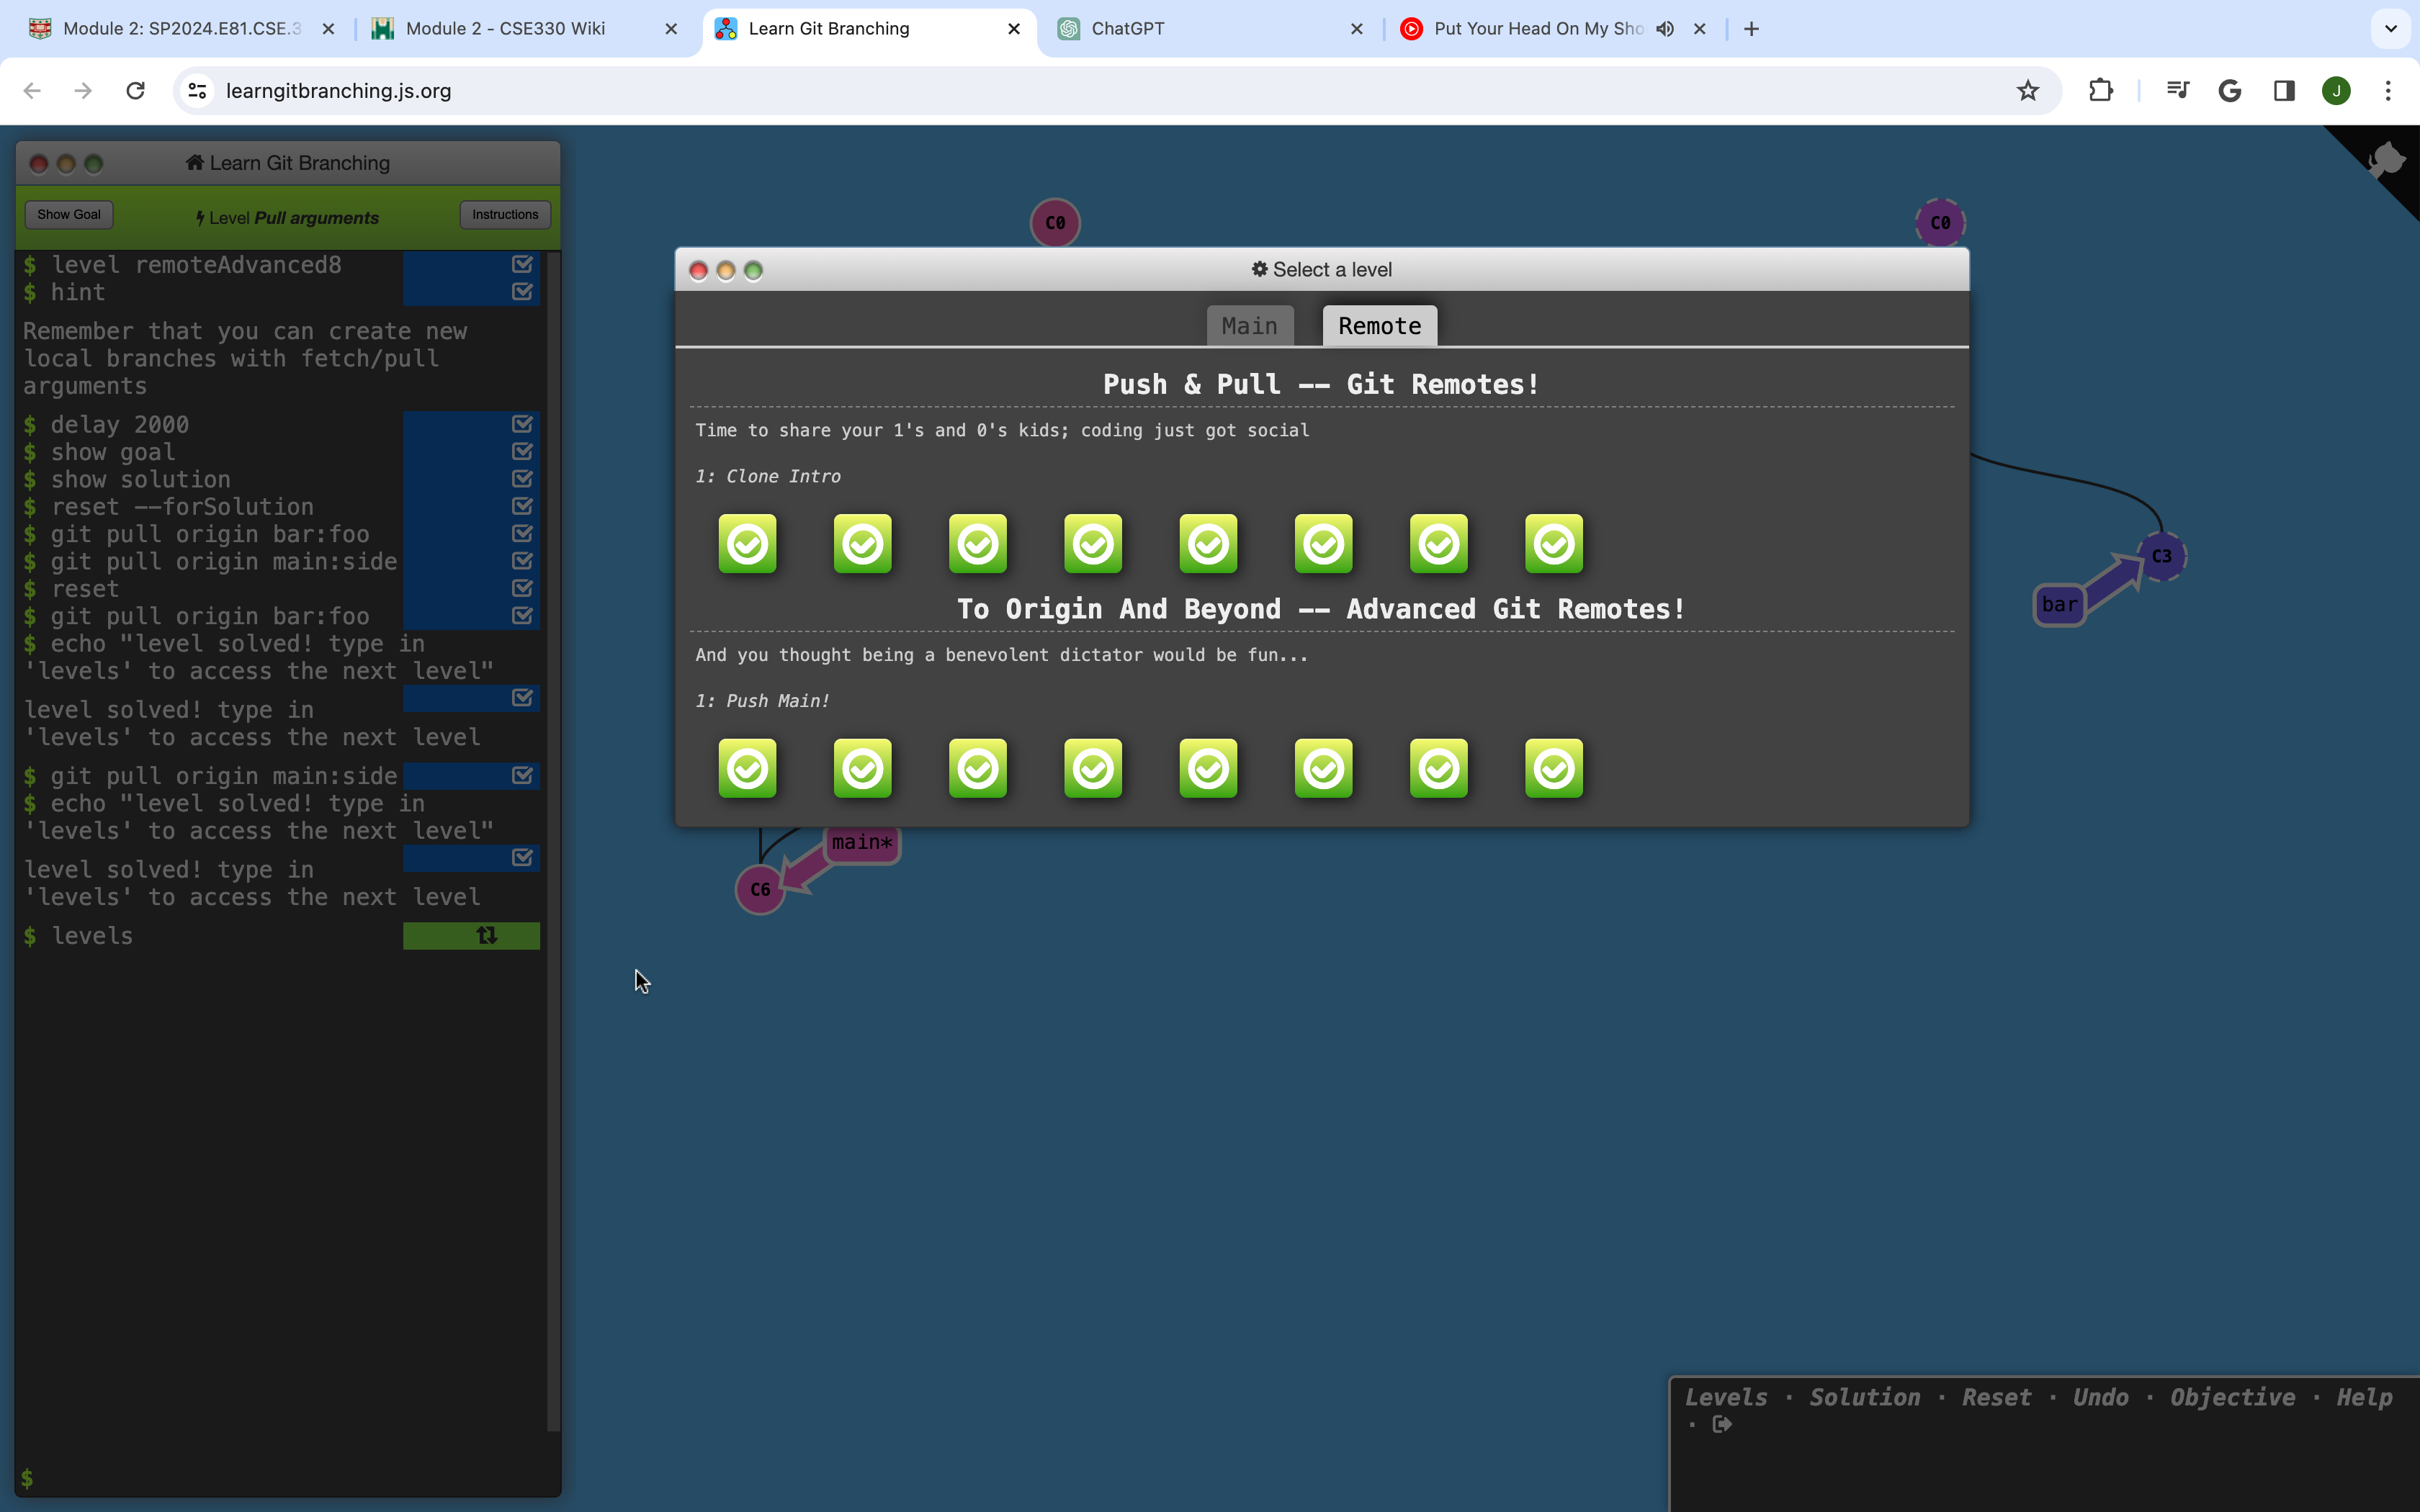 Module 2: SP2024.E81.CSE.3
Module 2 - CSE330 Wiki
Learn Git Branching
ChatGPT
Put Your Head On My Sho
learngitbranching.js.org
J
Learn Git Branching
Show Goal
Level Pull arguments
Instructions
$ level remoteAdvanced8
$ hint
Remember that you can create new
local branches with fetch/pull
arguments
$ delay 2000
$ show goal
$ show solution
$ reset --forSolution
$ git pull origin bar:foo
$ git pull origin main:side
$ reset
$ git pull origin bar:foo
$ echo "level solved! type in
'levels' to access the next level"
level solved! type in
'levels' to access the next level
$ git pull origin main:side
$ echo "level solved! type in
'levels' to access the next level"
level solved! type in
'levels' to access the next level
$ levels
$
C0
C0
Select a level
Main
Remote
Push & Pull -- Git Remotes!
Time to share your 1's and 0's kids; coding just got social
1: Clone Intro
To Origin And Beyond -- Advanced Git Remotes!
And you thought being a benevolent dictator would be fun...
1: Push Main!
C3
bar
main*
C6
Levels · Solution · Reset · Undo · Objective · Help
·